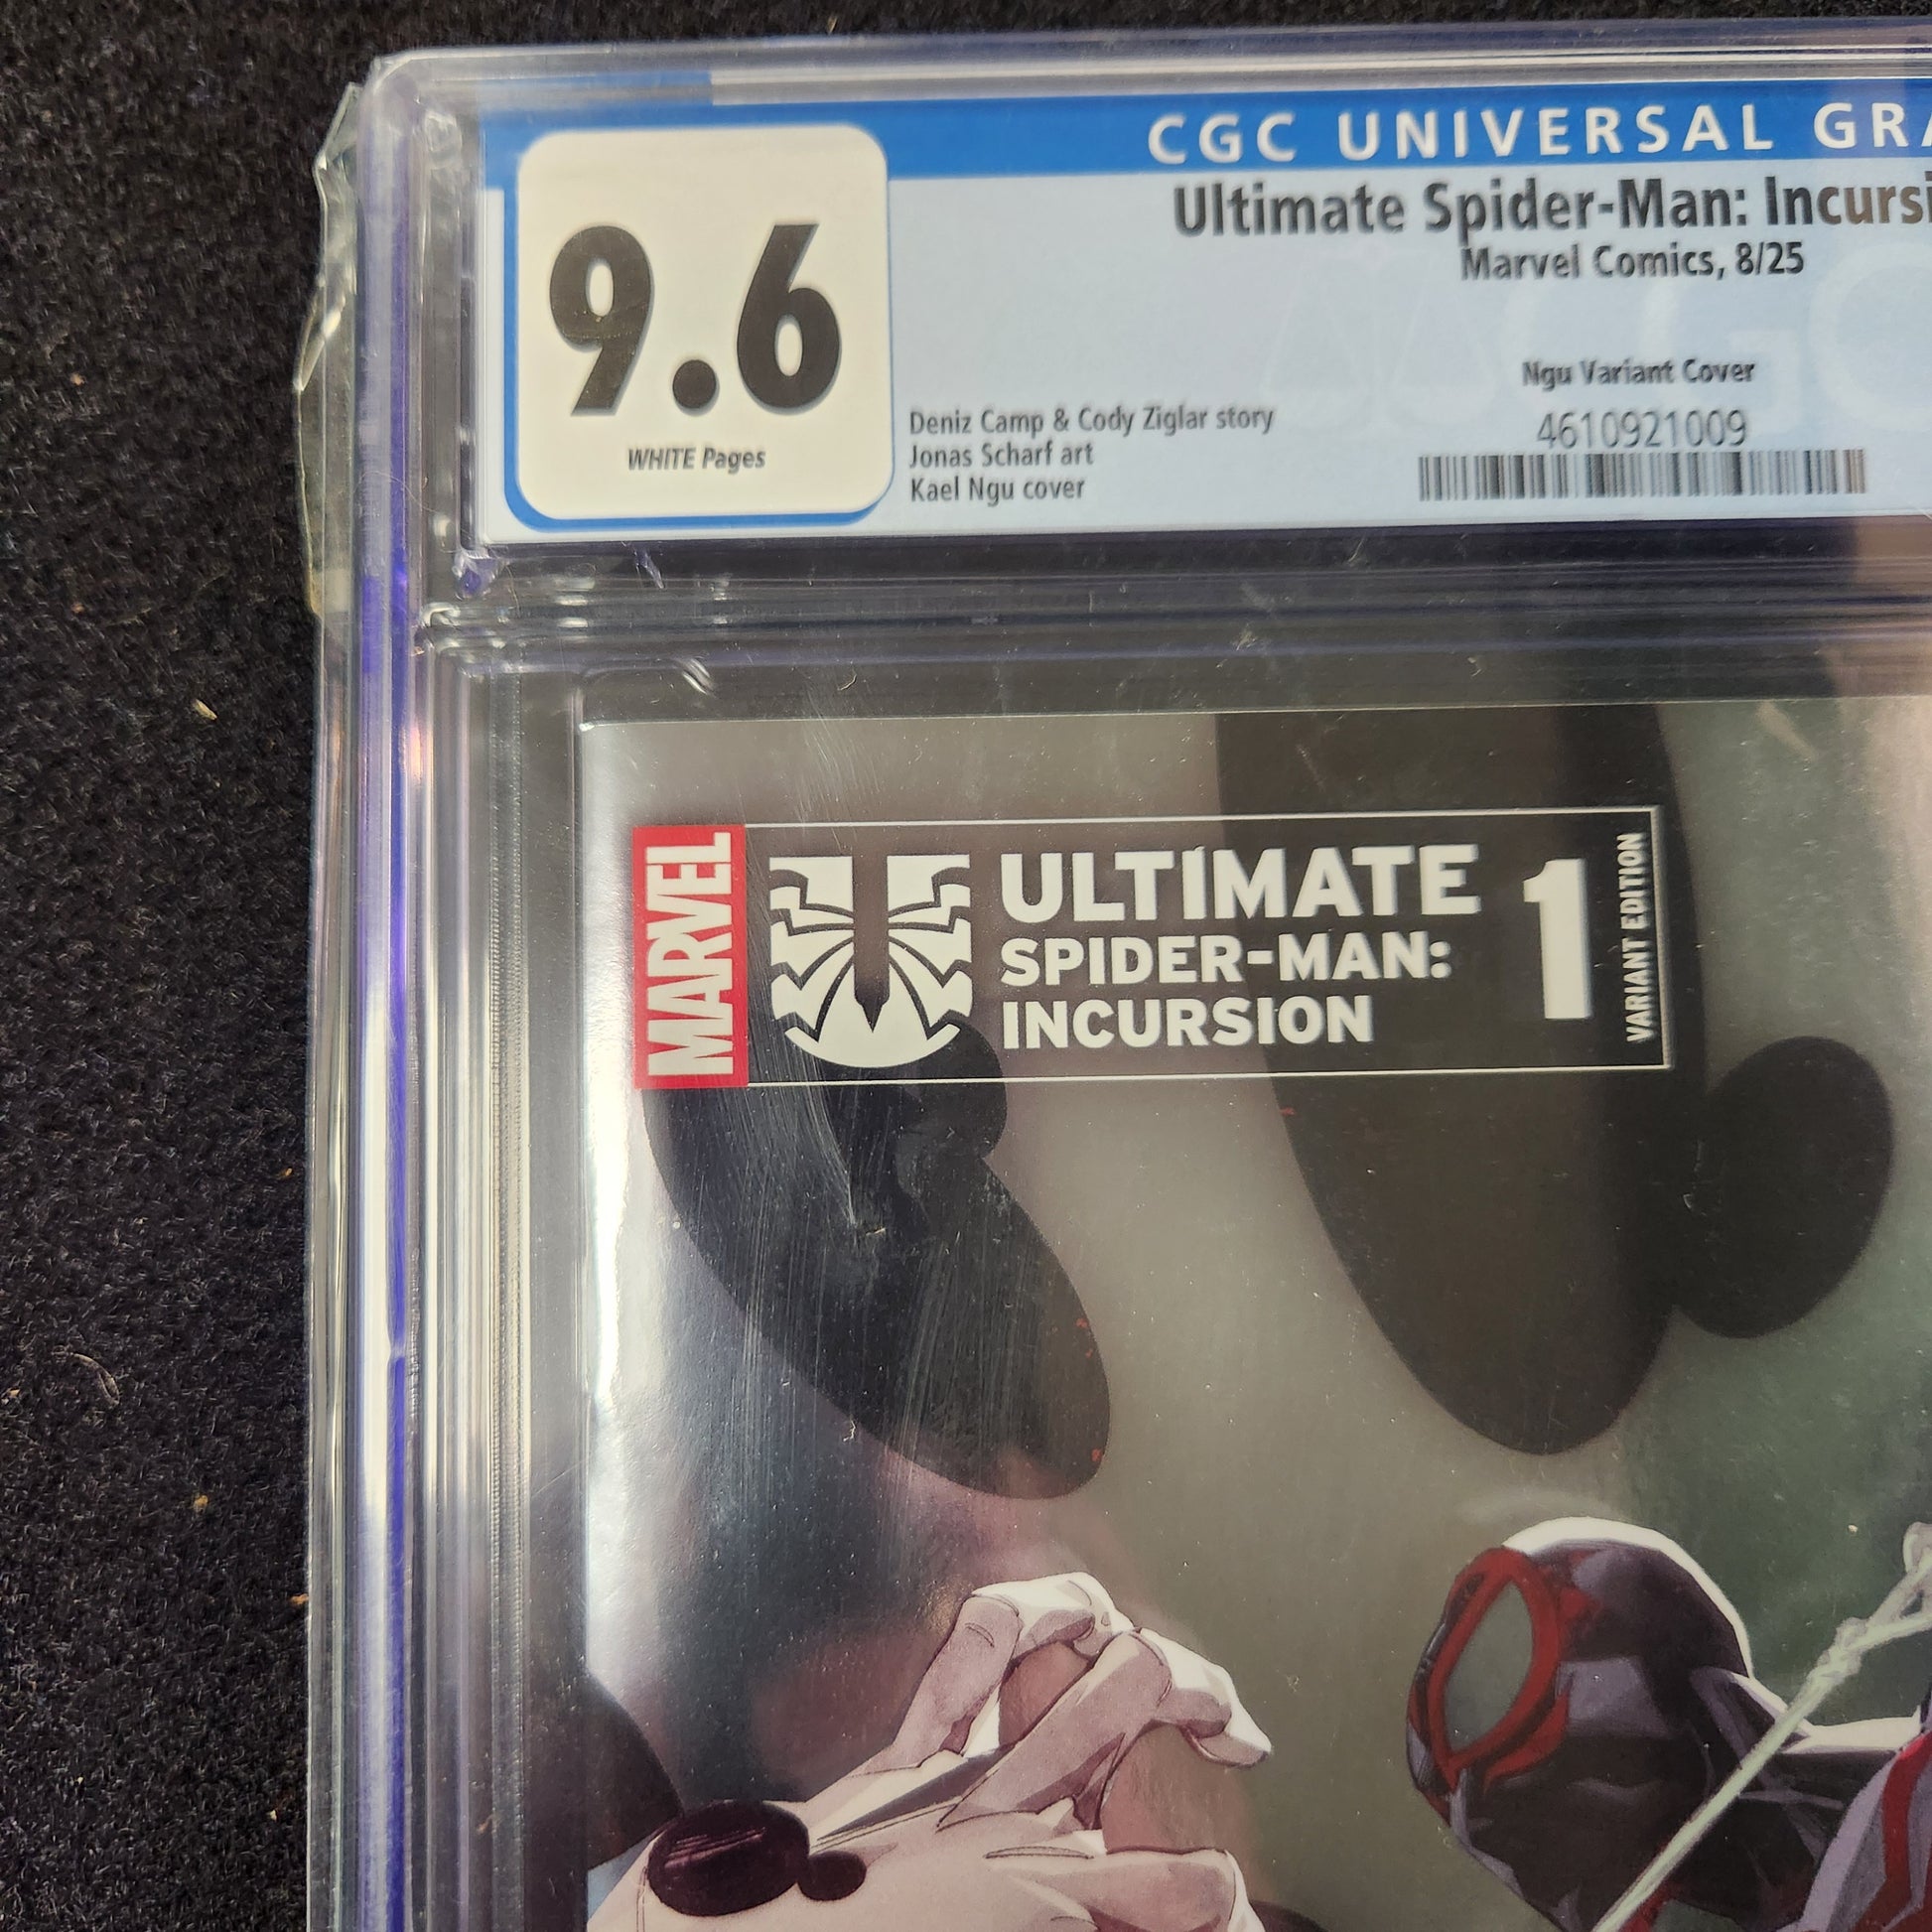 CGC UNIVERSAL GRA
Ultimate Spider-Man: Incursi
Marvel Comics, 8/25
9.6
WHITE Pages
Ngu Variant Cover
Deniz Camp & Cody Ziglar story
Jonas Scharf art
Kael Ngu cover
4610921009
MARVEL
ULTIMATE
SPIDER-MAN:
INCURSION
1
VARIANT EDITION